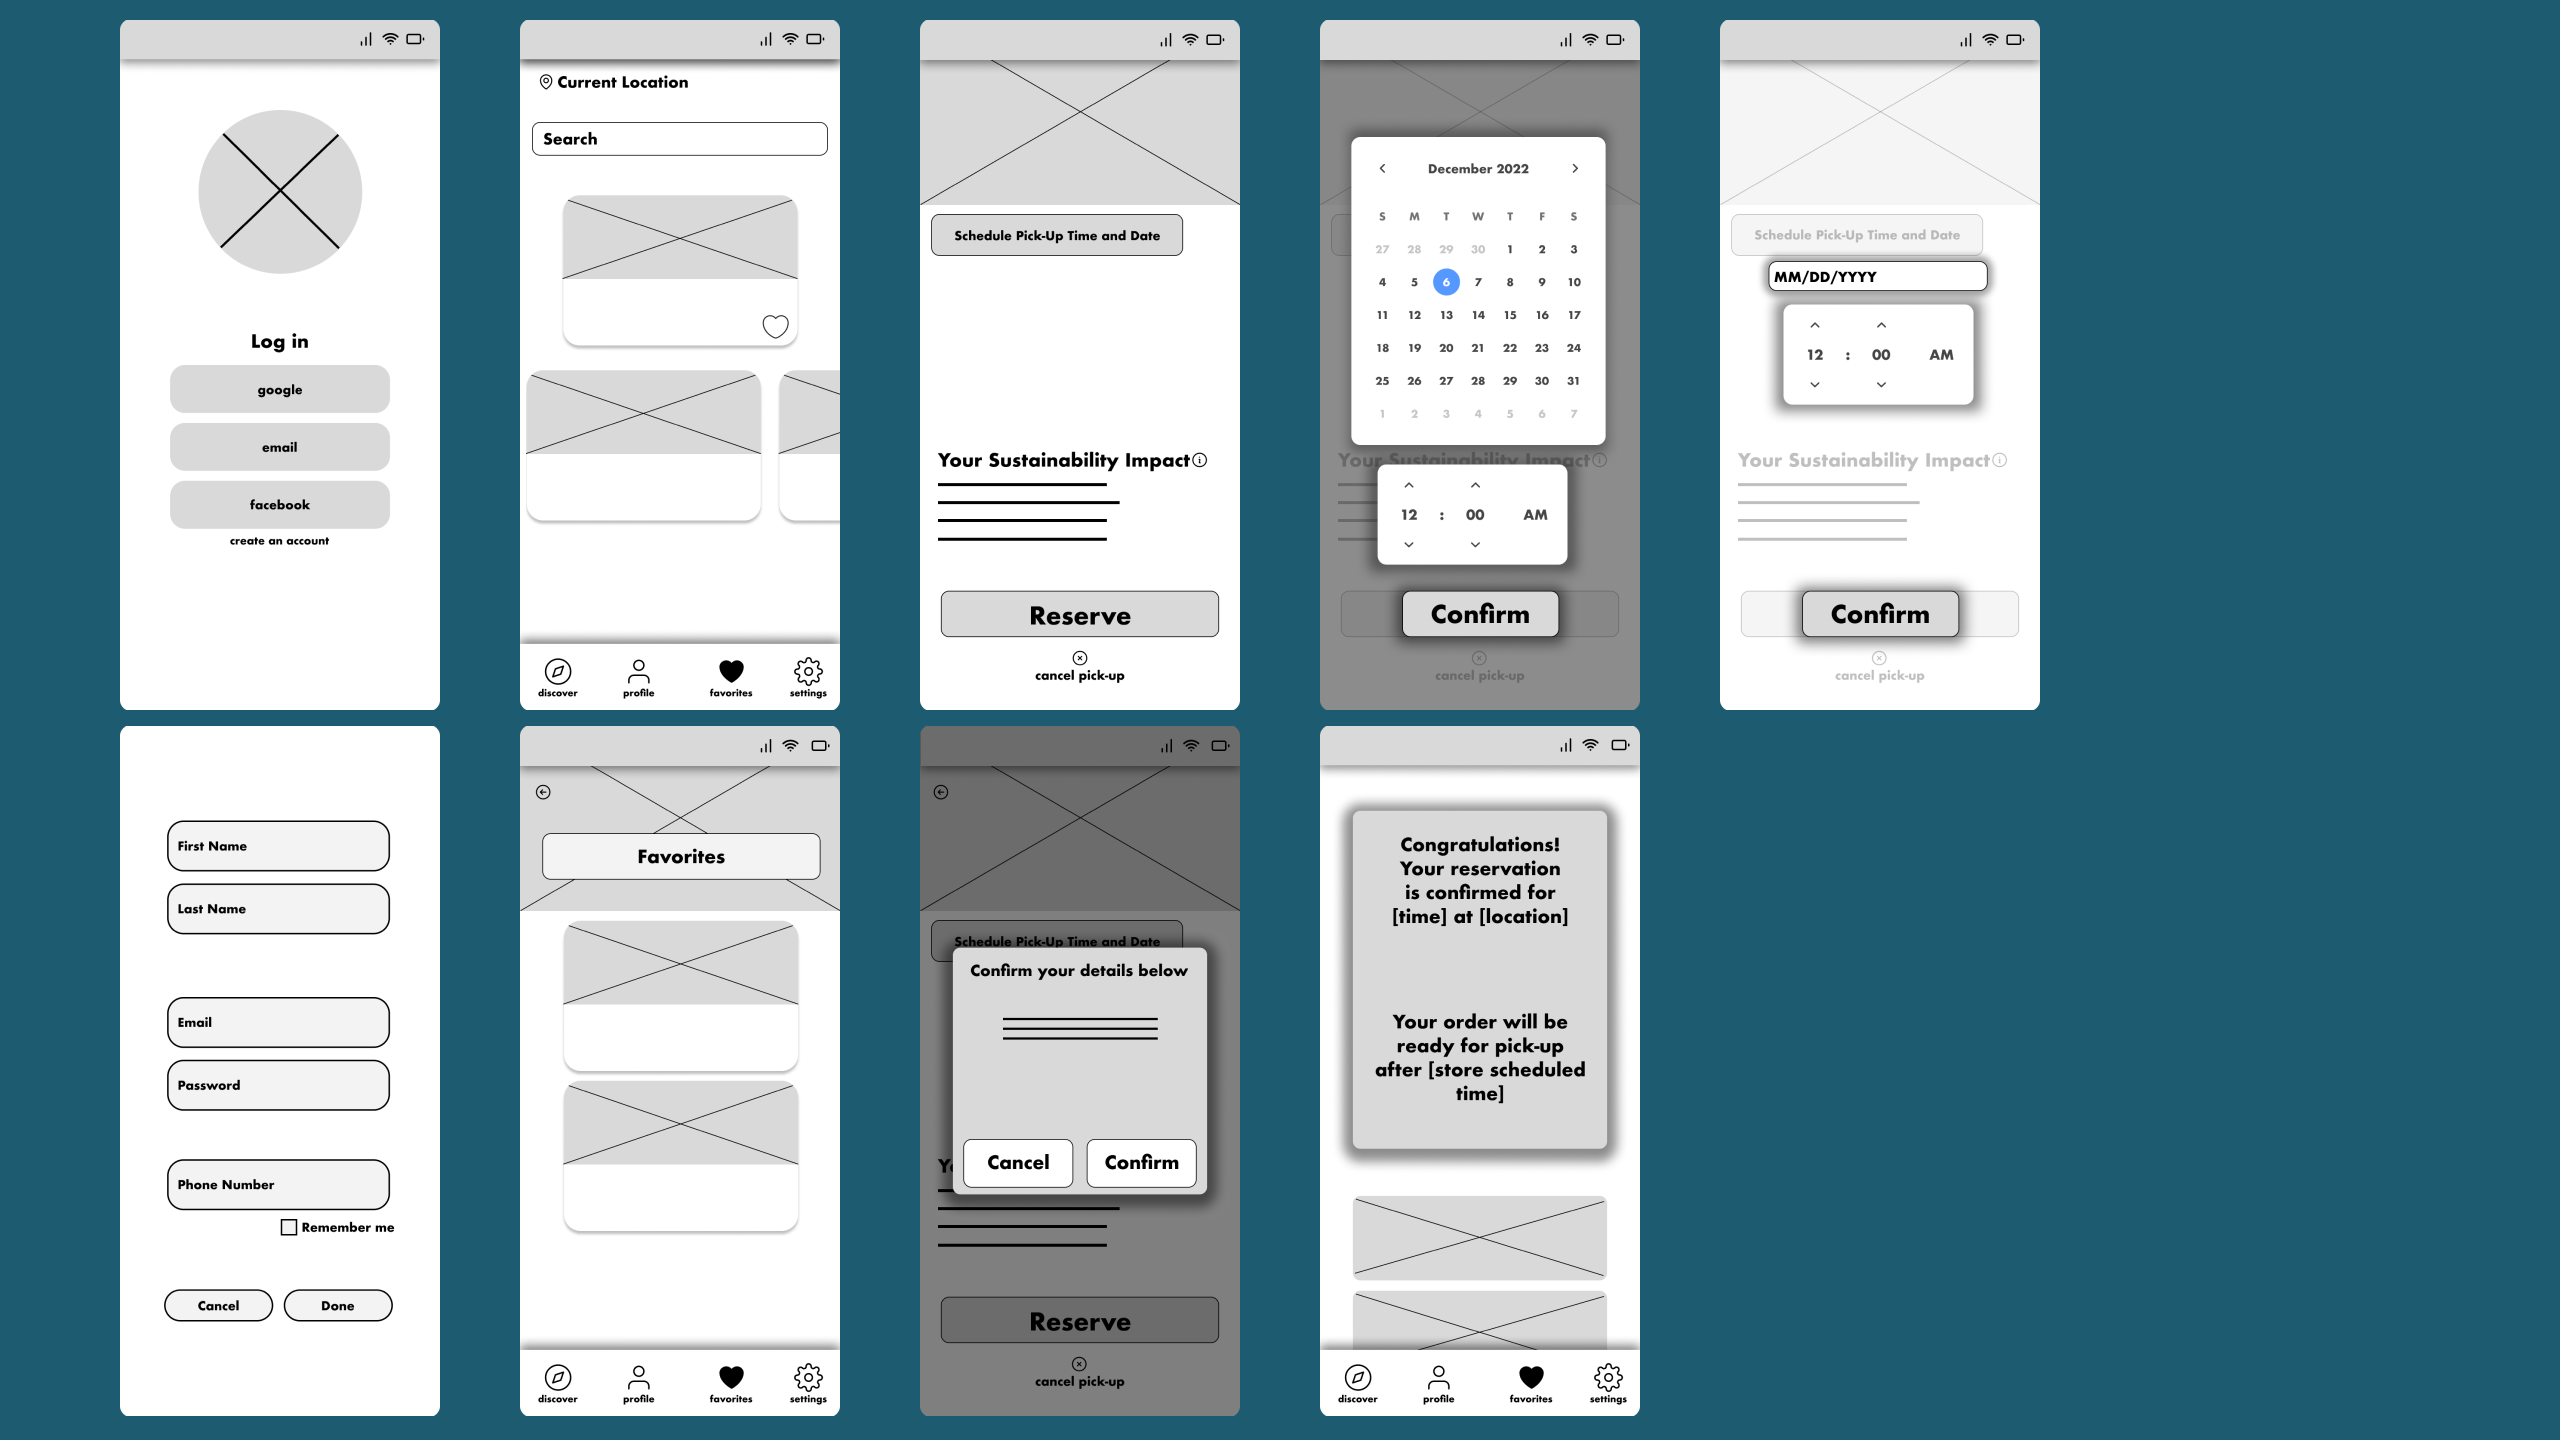 Log in
google
email
facebook
create an account
Current Location
Search
discover
profile
favorites
settings
Schedule Pick-Up Time and Date
Your Sustainability Impact
Reserve
cancel pick-up
December 2022
S M T W T F S
27 28 29 30 1 2 3
4 5 6 7 8 9 10
11 12 13 14 15 16 17
18 19 20 21 22 23 24
25 26 27 28 29 30 31
1 2 3 4 5 6 7
Your Sustainability Impact
12 : 00 AM
Confirm
cancel pick-up
Schedule Pick-Up Time and Date
MM/DD/YYYY
12 : 00 AM
Your Sustainability Impact
Confirm
cancel pick-up
First Name
Last Name
Email
Password
Phone Number
Remember me
Cancel
Done
Favorites
discover
profile
favorites
settings
Schedule Pick-Up Time and Date
Confirm your details below
Cancel
Confirm
Reserve
cancel pick-up
Congratulations!
Your reservation
is confirmed for
[time] at [location]
Your order will be
ready for pick-up
after [store scheduled
time]
discover
profile
favorites
settings